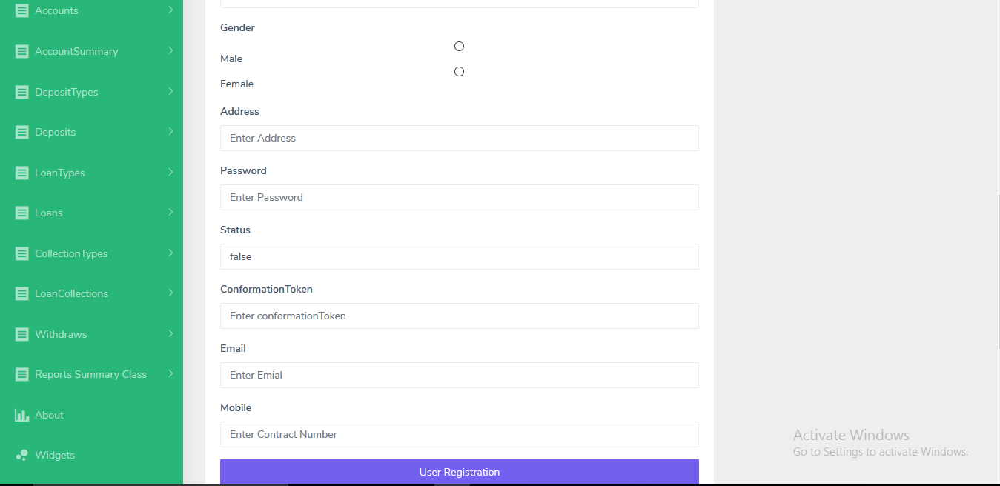 Accounts
AccountSummary
DepositTypes
Deposits
LoanTypes
Loans
CollectionTypes
LoanCollections
Withdraws
Reports Summary Class
About
Widgets
Gender
Male
Female
Address
Enter Address
Password
Enter Password
Status
false
ConformationToken
Enter conformationToken
Email
Enter Emial
Mobile
Enter Contract Number
User Registration
Activate Windows
Go to Settings to activate Windows.